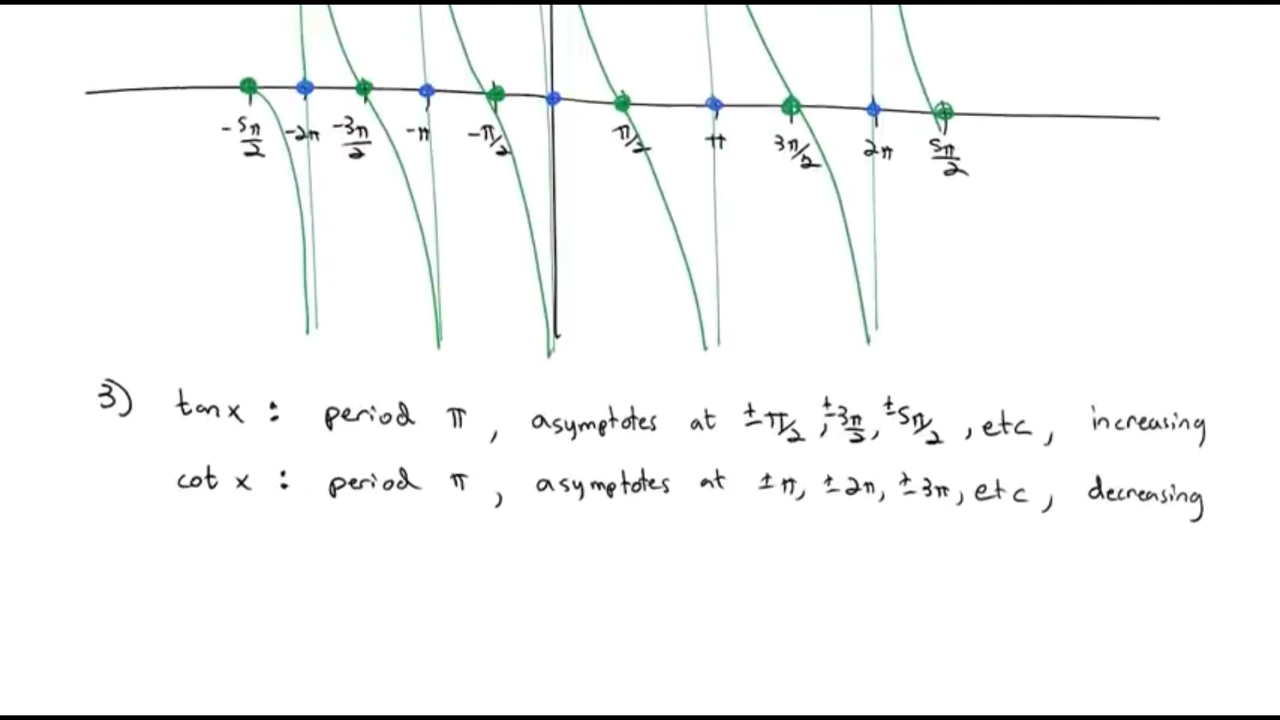 -5π/2 -2π -3π/2 -π -π/2 π/2 π 3π/2 2π 5π/2
3) tan x : period π, asymptotes at ±π/2, ±3π/2, ±5π/2, etc, increasing
cot x : period π, asymptotes at ±π, ±2π, ±3π, etc, decreasing